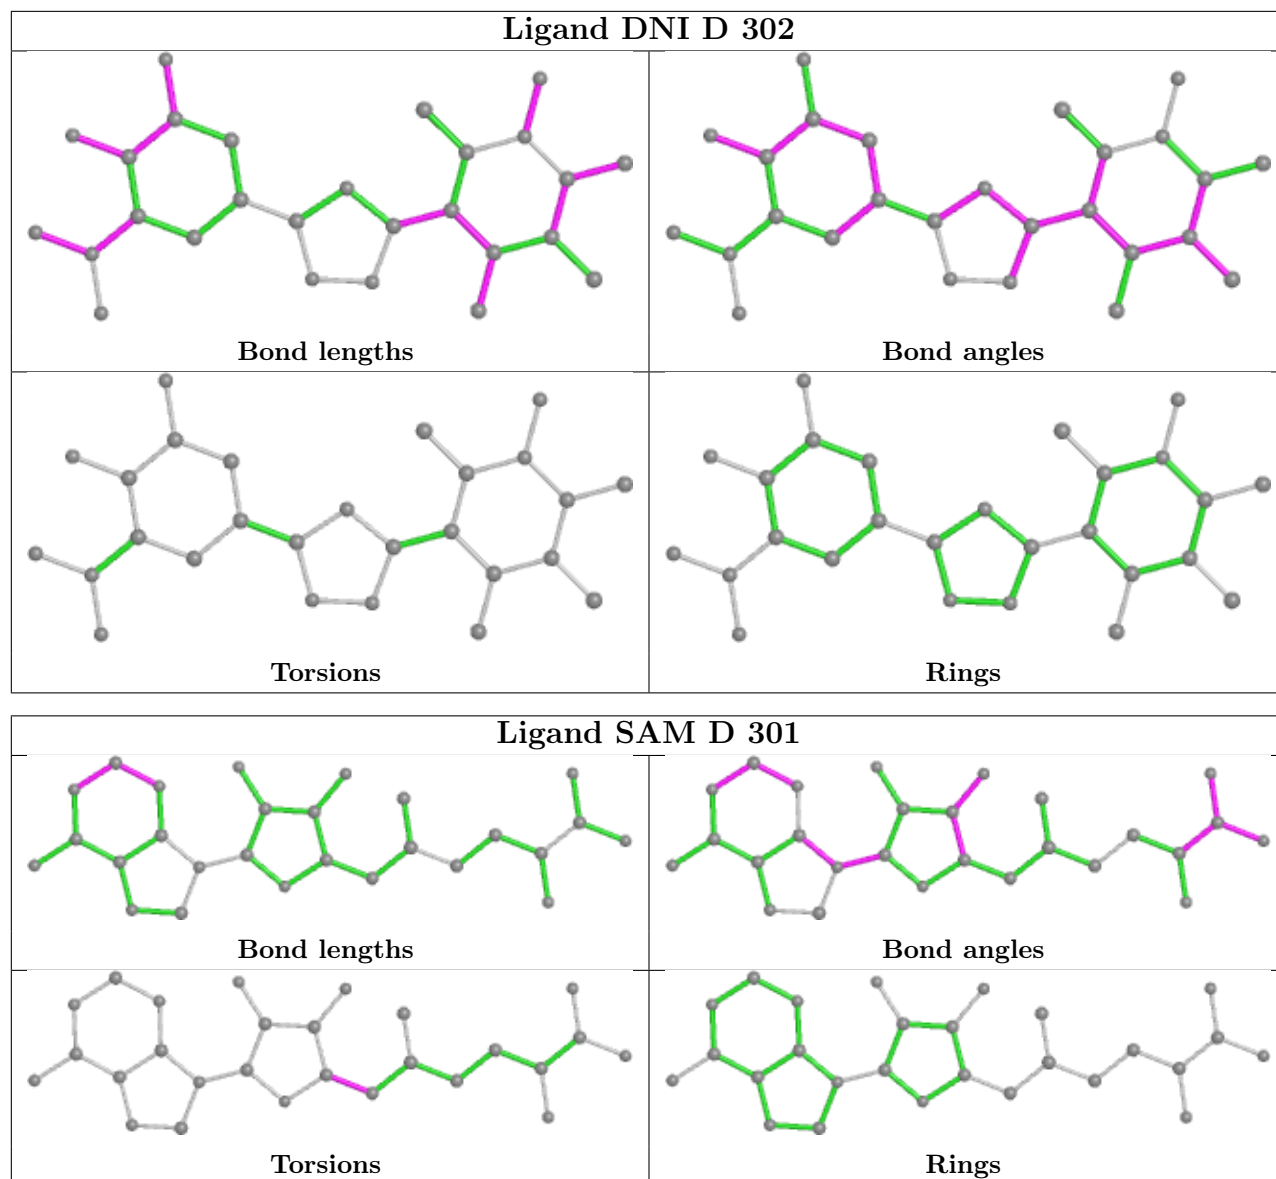 Ligand DNI D 302
Bond lengths
Bond angles
Torsions
Rings
Ligand SAM D 301
Bond lengths
Bond angles
Torsions
Rings